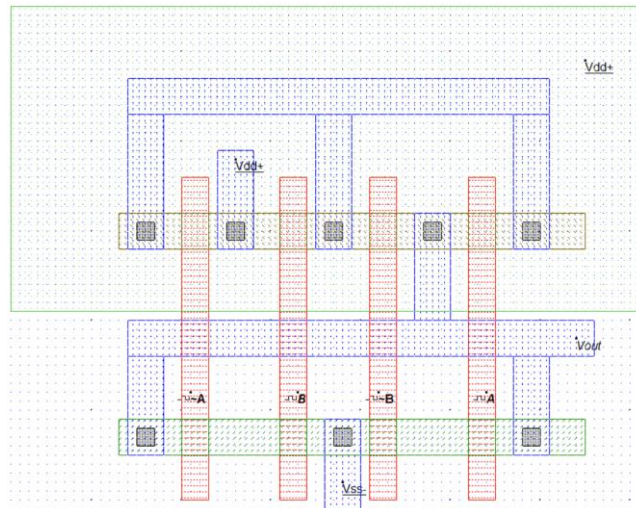 Vdd+
Vdd+
Vout
~A
B
~B
A
Vss-